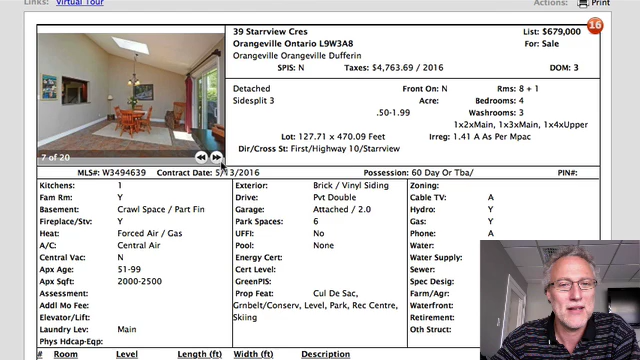 Links: Virtual Tour
Actions: Print
16
39 Starrview Cres
List: $679,000
Orangeville Ontario L9W3A8
For: Sale
Orangeville Orangeville Dufferin
SPIS: N
Taxes: $4,763.69 / 2016
DOM: 3
Detached
Front On: N
Rms: 8 + 1
Sidesplit 3
Acre:
Bedrooms: 4
.50-1.99
Washrooms: 3
1x2xMain, 1x3xMain, 1x4xUpper
Lot: 127.71 x 470.09 Feet
Irreg: 1.41 A As Per Mpac
Dir/Cross St: First/Highway 10/Starrview
7 of 20
MLS#: W3494639
Contract Date: 5/13/2016
Possession: 60 Day Or Tba/
PIN#:
Kitchens: 1
Exterior: Brick / Vinyl Siding
Zoning:
Fam Rm: Y
Drive: Pvt Double
Cable TV: A
Basement: Crawl Space / Part Fin
Garage: Attached / 2.0
Hydro: Y
Fireplace/Stv: Y
Park Spaces: 6
Gas: Y
Heat: Forced Air / Gas
UFFI: No
Phone: A
A/C: Central Air
Pool: None
Water:
Central Vac: N
Energy Cert:
Water Supply:
Apx Age: 51-99
Cert Level:
Sewer:
Apx Sqft: 2000-2500
GreenPIS:
Spec Desig:
Assessment:
Prop Feat: Cul De Sac,
Farm/Agr:
Addl Mo Fee:
Grnbelt/Conserv, Level, Park, Rec Centre,
Waterfront:
Elevator/Lift:
Skiing
Retirement:
Laundry Lev: Main
Oth Struct:
Phys Hdcap-Eqp:
# Room Level Length (ft) Width (ft) Description